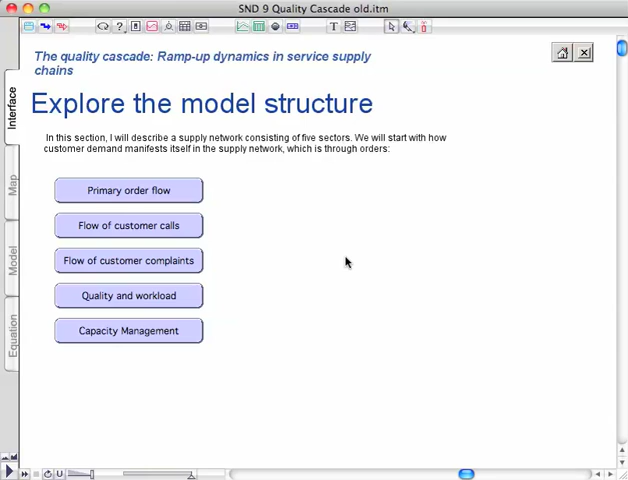 SND 9 Quality Cascade old.itm
The quality cascade: Ramp-up dynamics in service supply
chains
Explore the model structure
In this section, I will describe a supply network consisting of five sectors. We will start with how
customer demand manifests itself in the supply network, which is through orders:
Primary order flow
Flow of customer calls
Flow of customer complaints
Quality and workload
Capacity Management
Interface
Map
Model
Equation
T
U